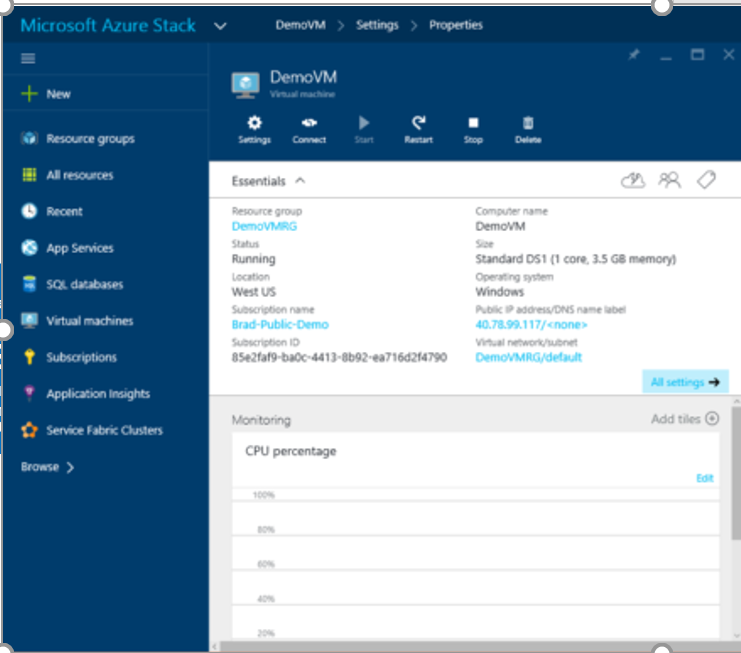 Microsoft Azure Stack
DemoVM > Settings > Properties
New
Resource groups
All resources
Recent
App Services
SQL databases
Virtual machines
Subscriptions
Application Insights
Service Fabric Clusters
Browse >
DemoVM
Virtual machine
Settings Connect Start Restart Stop Delete
Essentials
Resource group
DemoVMRG
Status
Running
Location
West US
Subscription name
Brad-Public-Demo
Subscription ID
85e2faf9-ba0c-4413-8b92-ea716d2f4790
Computer name
DemoVM
Size
Standard DS1 (1 core, 3.5 GB memory)
Operating system
Windows
Public IP address/DNS name label
40.78.99.117/<none>
Virtual network/subnet
DemoVMRG/default
All settings →
Monitoring
Add tiles
CPU percentage
Edit
100%
80%
60%
40%
20%